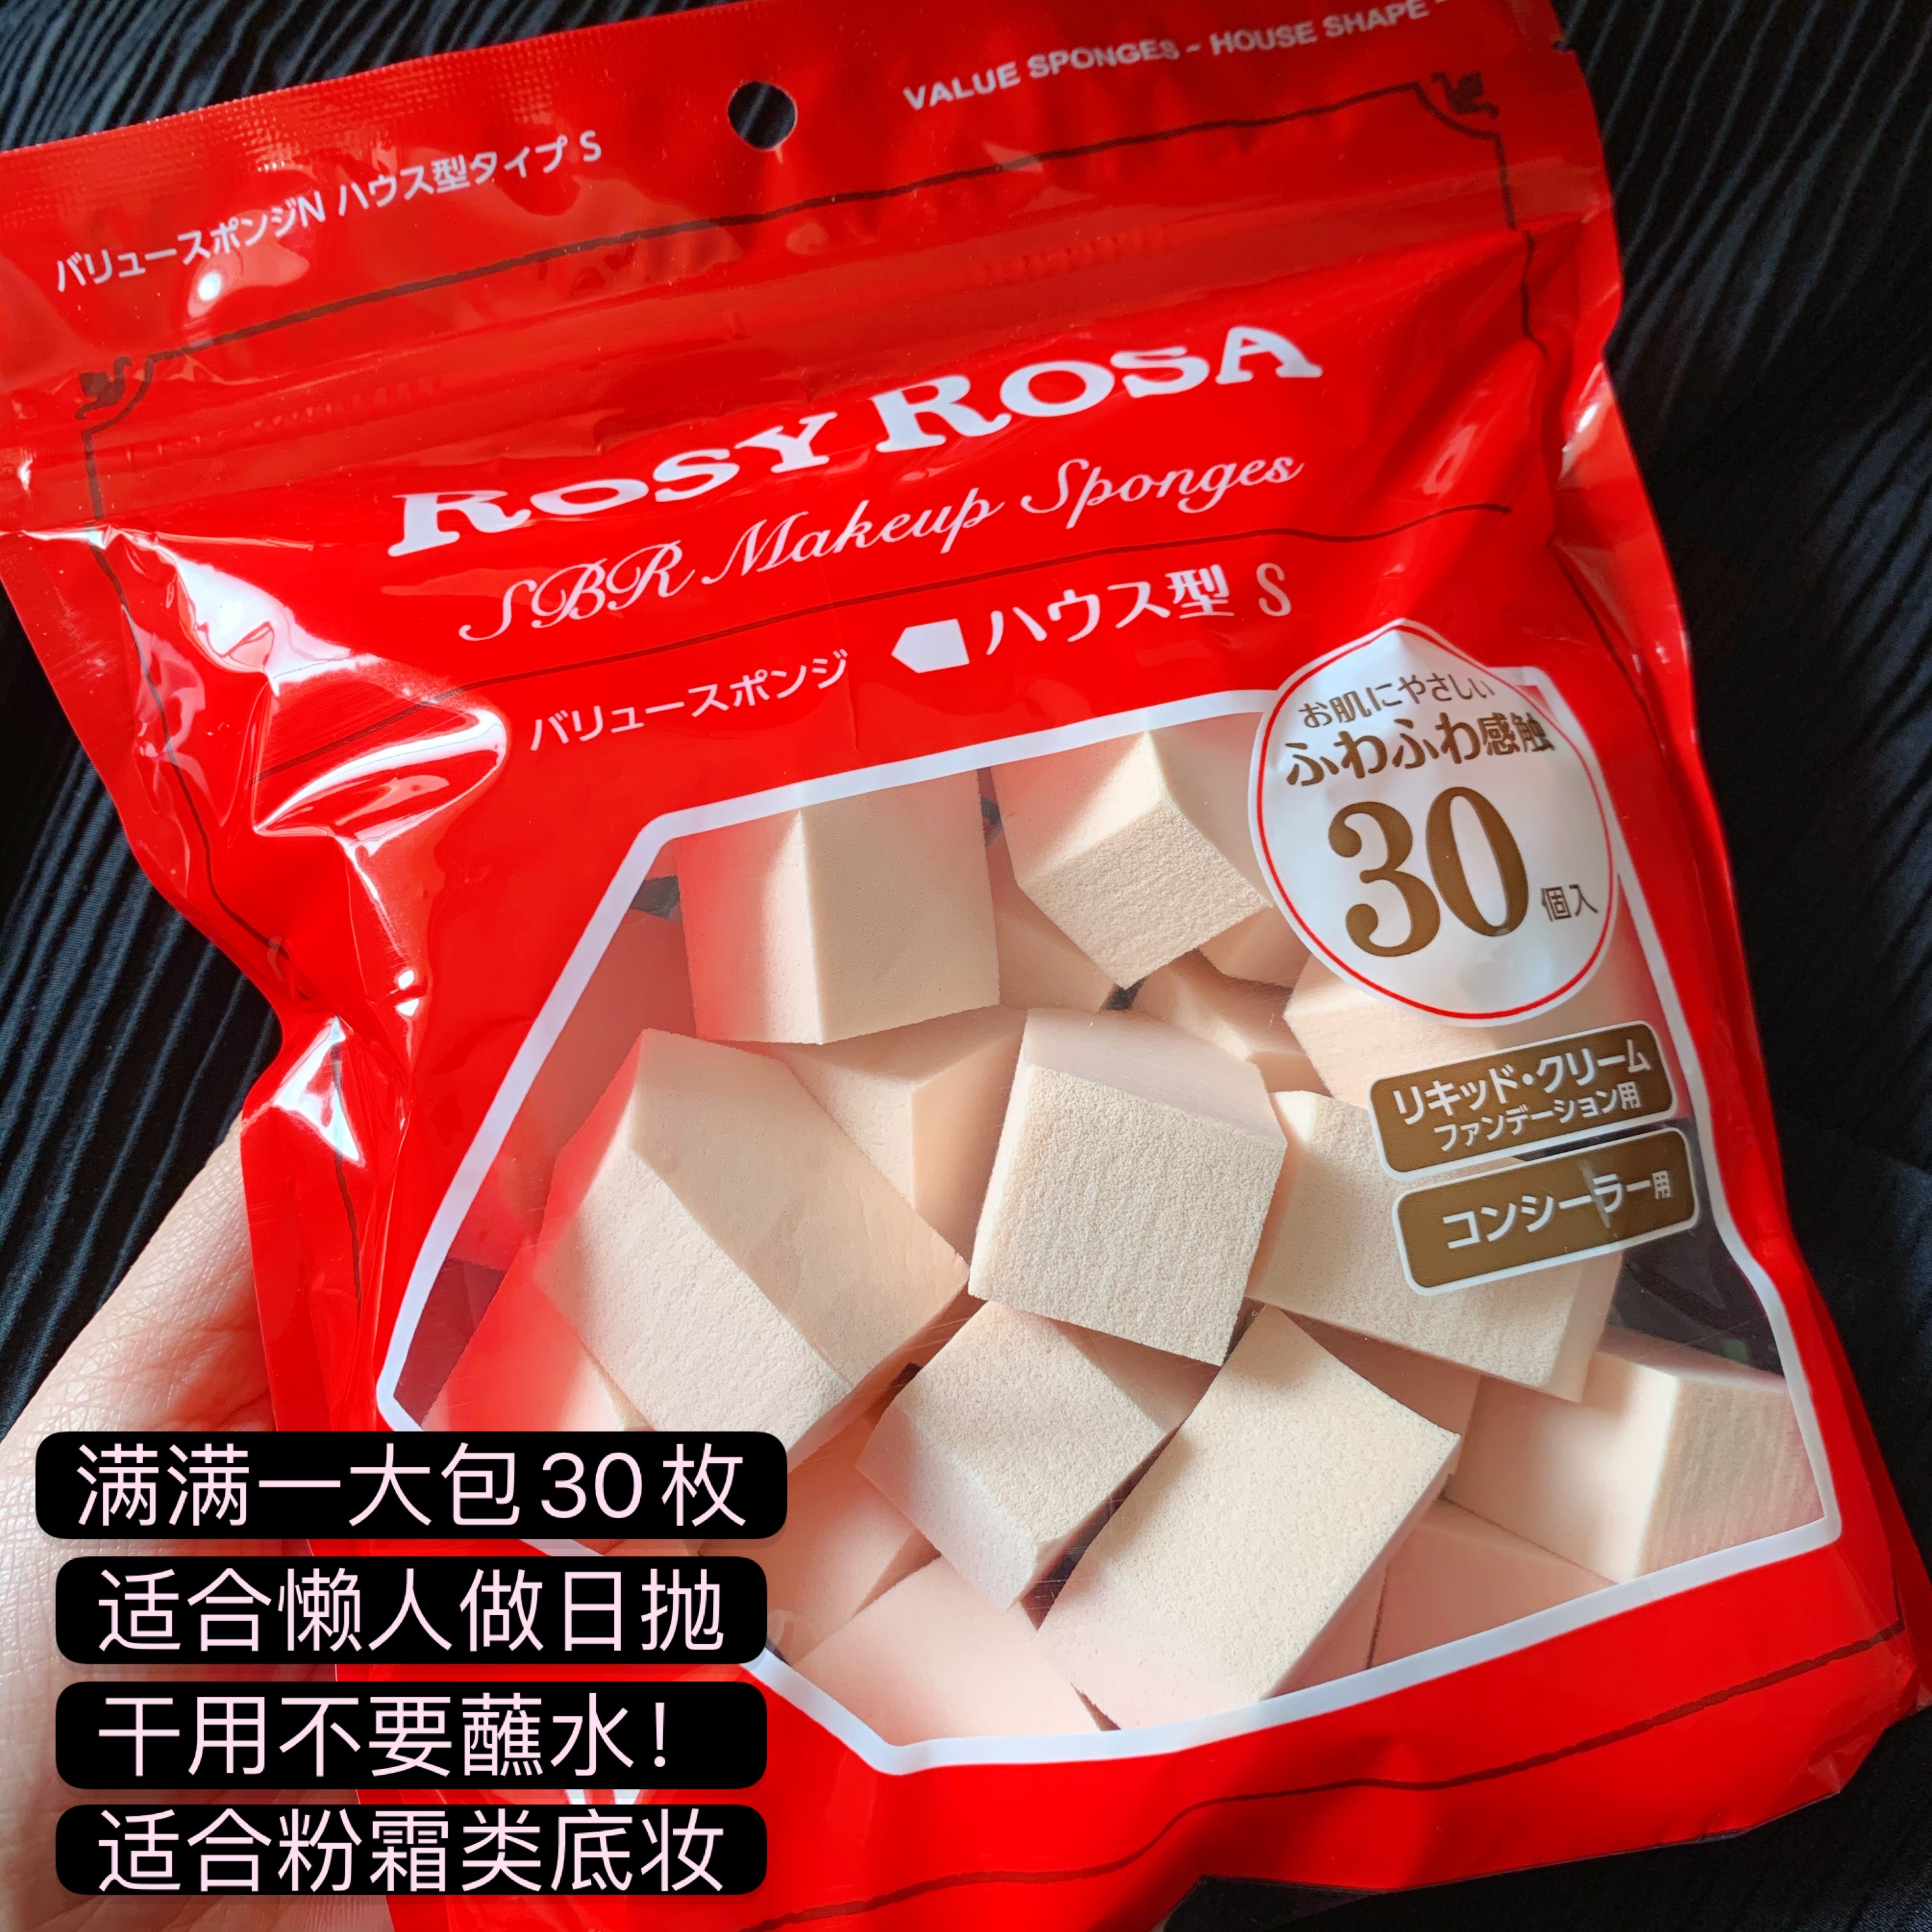 バリュースポンジN ハウス型タイプ S
VALUE SPONGES - HOUSE SHAPE -
ROSY ROSA
SBR Makeup Sponges
バリュースポンジ ハウス型 S
お肌にやさしい
ふわふわ感触
30個入
リキッド・クリーム
ファンデーション用
コンシーラー用
满满一大包30枚
适合懒人做日抛
干用不要蘸水！
适合粉霜类底妆